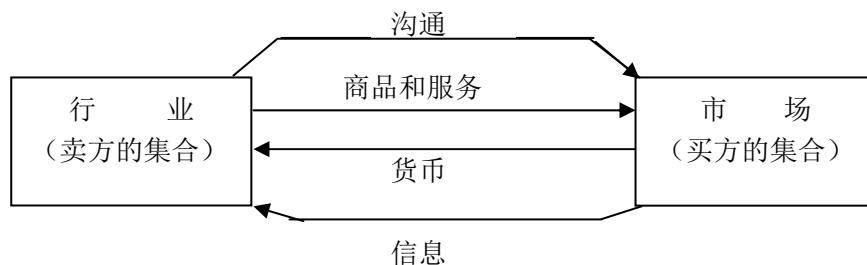 沟通
商品和服务
行 业
（卖方的集合）
市 场
（买方的集合）
货币
信息